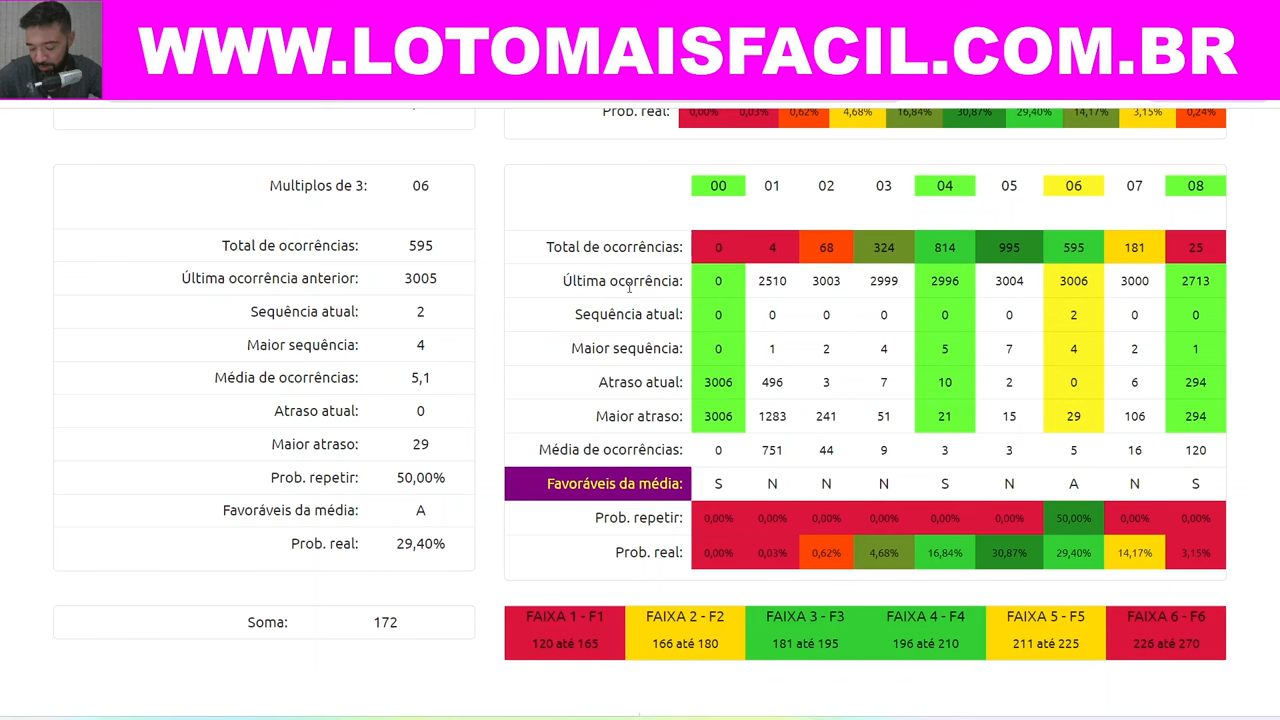 WWW.LOTOMAISFACIL.COM.BR
Prob. real: 0,00% 0,03% 0,62% 4,68% 16,84% 30,87% 29,40% 14,17% 3,15% 0,24%
Multiplos de 3: 06
Total de ocorrências: 595
Última ocorrência anterior: 3005
Sequência atual: 2
Maior sequência: 4
Média de ocorrências: 5,1
Atraso atual: 0
Maior atraso: 29
Prob. repetir: 50,00%
Favoráveis da média: A
Prob. real: 29,40%
00 01 02 03 04 05 06 07 08
Total de ocorrências: 0 4 68 324 814 995 595 181 25
Última ocorrência: 0 2510 3003 2999 2996 3004 3006 3000 2713
Sequência atual: 0 0 0 0 0 0 2 0 0
Maior sequência: 0 1 2 4 5 7 4 2 1
Atraso atual: 3006 496 3 7 10 2 0 6 294
Maior atraso: 3006 1283 241 51 21 15 29 106 294
Média de ocorrências: 0 751 44 9 3 3 5 16 120
Favoráveis da média: S N N N S N A N S
Prob. repetir: 0,00% 0,00% 0,00% 0,00% 0,00% 0,00% 50,00% 0,00% 0,00%
Prob. real: 0,00% 0,03% 0,62% 4,68% 16,84% 30,87% 29,40% 14,17% 3,15%
Soma: 172
FAIXA 1 - F1 FAIXA 2 - F2 FAIXA 3 - F3 FAIXA 4 - F4 FAIXA 5 - F5 FAIXA 6 - F6
120 até 165 166 até 180 181 até 195 196 até 210 211 até 225 226 até 270